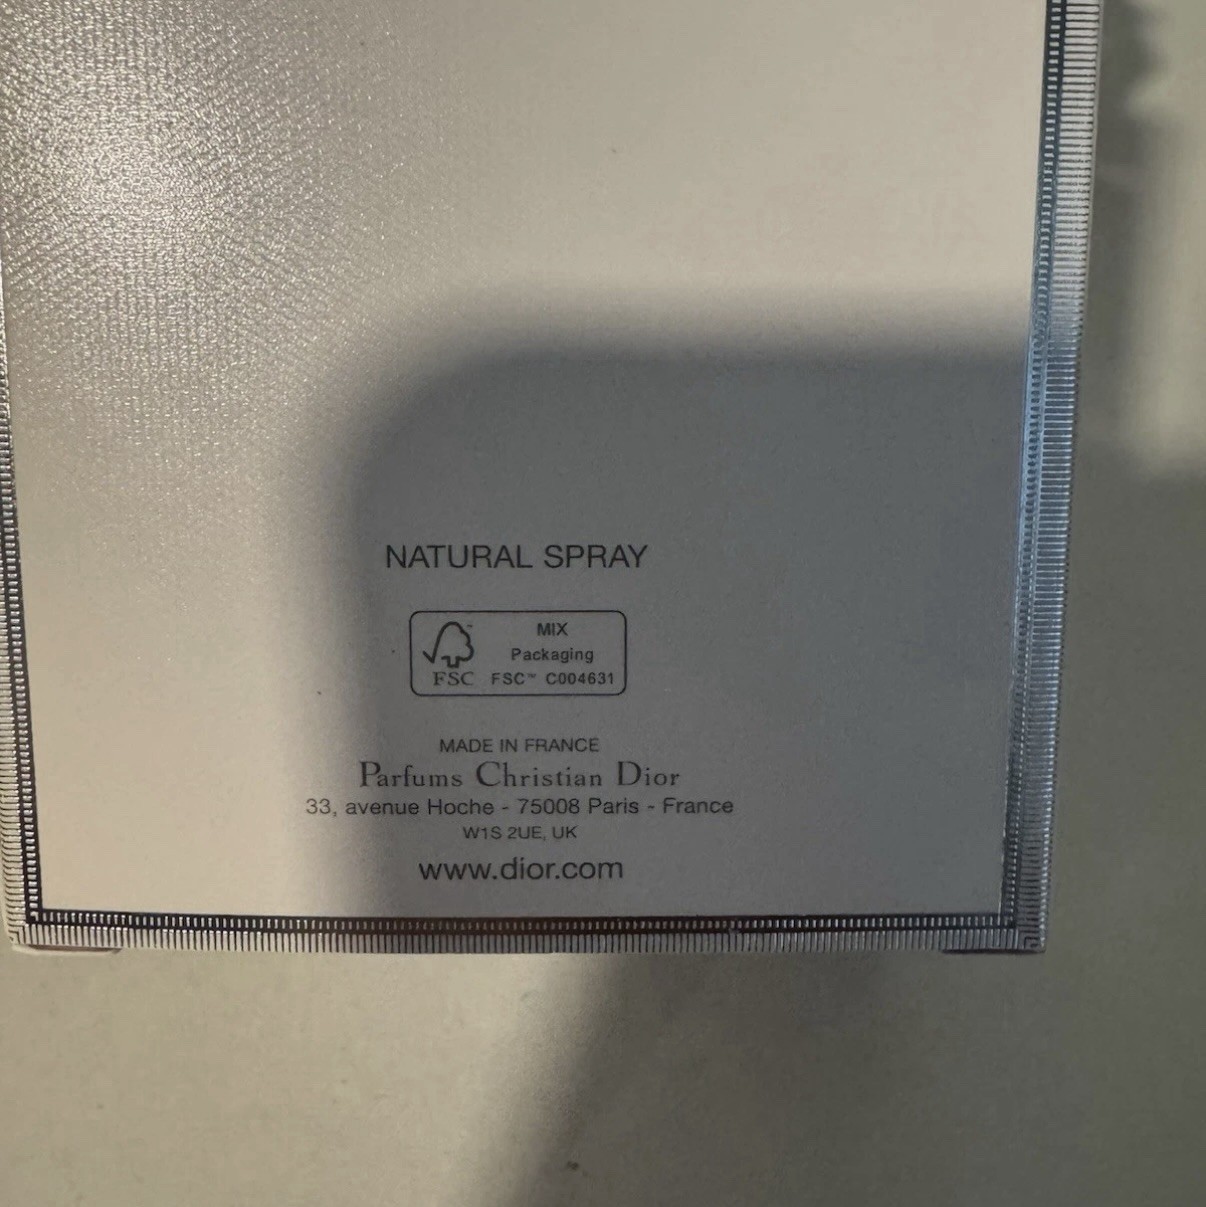 NATURAL SPRAY
MIX
Packaging
FSC FSC™ C004631
MADE IN FRANCE
Parfums Christian Dior
33, avenue Hoche - 75008 Paris - France
W1S 2UE, UK
www.dior.com